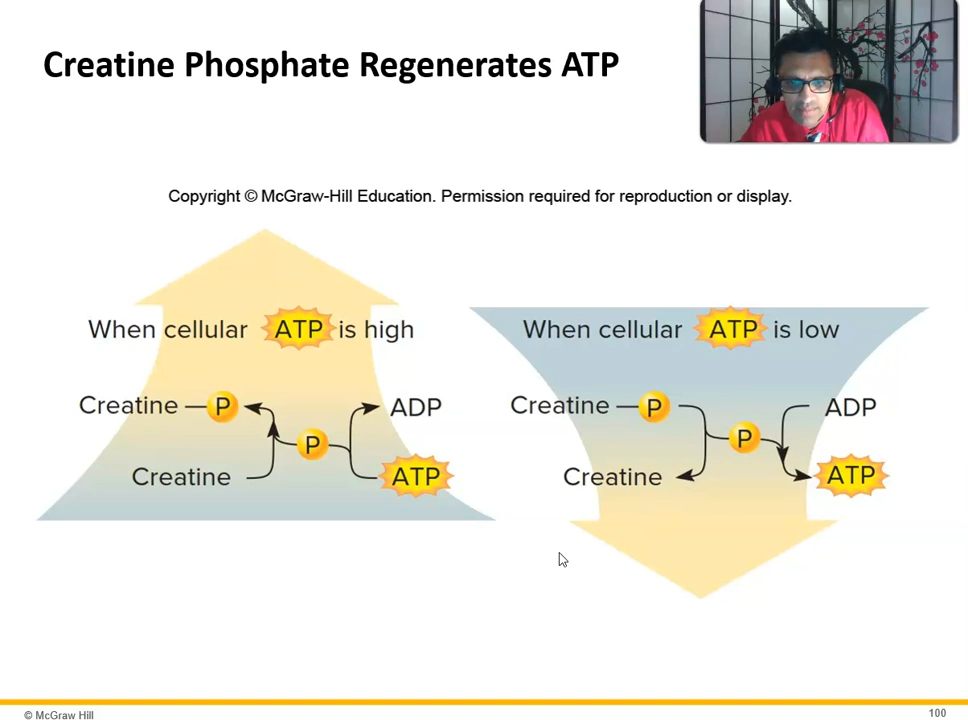 Creatine Phosphate Regenerates ATP
Copyright © McGraw-Hill Education. Permission required for reproduction or display.
When cellular ATP is high
Creatine — P
ADP
P
Creatine
ATP
When cellular ATP is low
Creatine — P
ADP
P
Creatine
ATP
© McGraw Hill
100